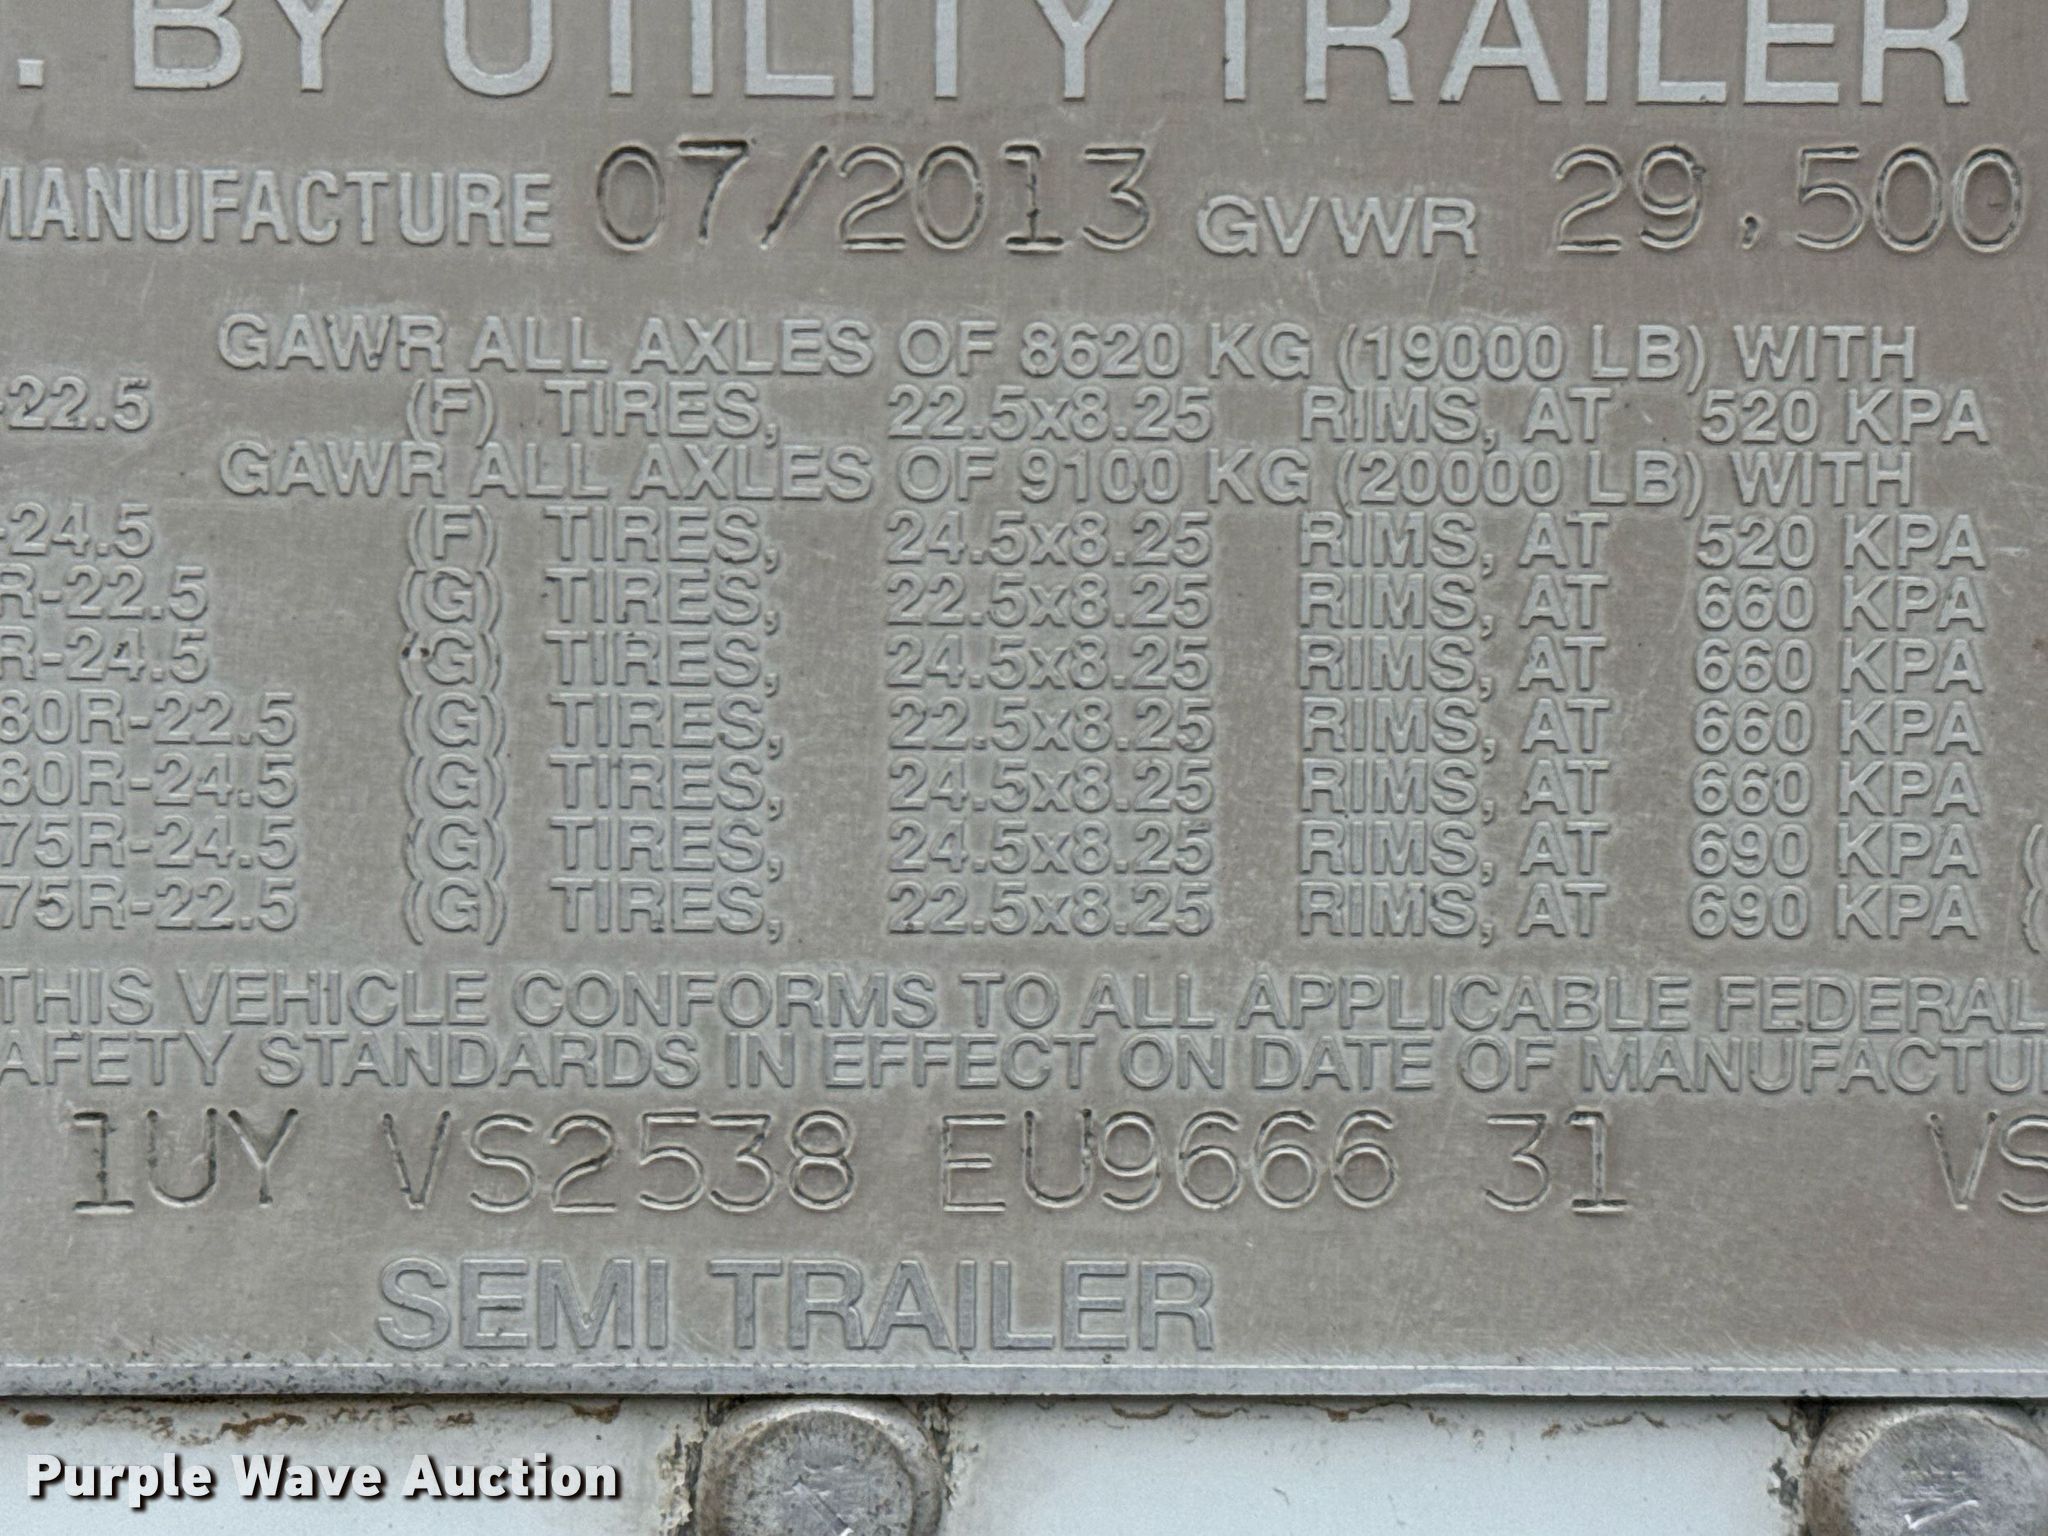 . BY UTILITY TRAILER
MANUFACTURE 07/2013 GVWR 29,500
GAWR ALL AXLES OF 8620 KG (19000 LB) WITH
-22.5 (F) TIRES, 22.5x8.25 RIMS, AT 520 KPA
GAWR ALL AXLES OF 9100 KG (20000 LB) WITH
-24.5 (F) TIRES, 24.5x8.25 RIMS, AT 520 KPA
R-22.5 (G) TIRES, 22.5x8.25 RIMS, AT 660 KPA
R-24.5 (G) TIRES, 24.5x8.25 RIMS, AT 660 KPA
80R-22.5 (G) TIRES, 22.5x8.25 RIMS, AT 660 KPA
80R-24.5 (G) TIRES, 24.5x8.25 RIMS, AT 660 KPA
75R-24.5 (G) TIRES, 24.5x8.25 RIMS, AT 690 KPA
75R-22.5 (G) TIRES, 22.5x8.25 RIMS, AT 690 KPA
THIS VEHICLE CONFORMS TO ALL APPLICABLE FEDERAL
AFETY STANDARDS IN EFFECT ON DATE OF MANUFACTU
1UY VS2538 EU9666 31 VS
SEMI TRAILER
Purple Wave Auction